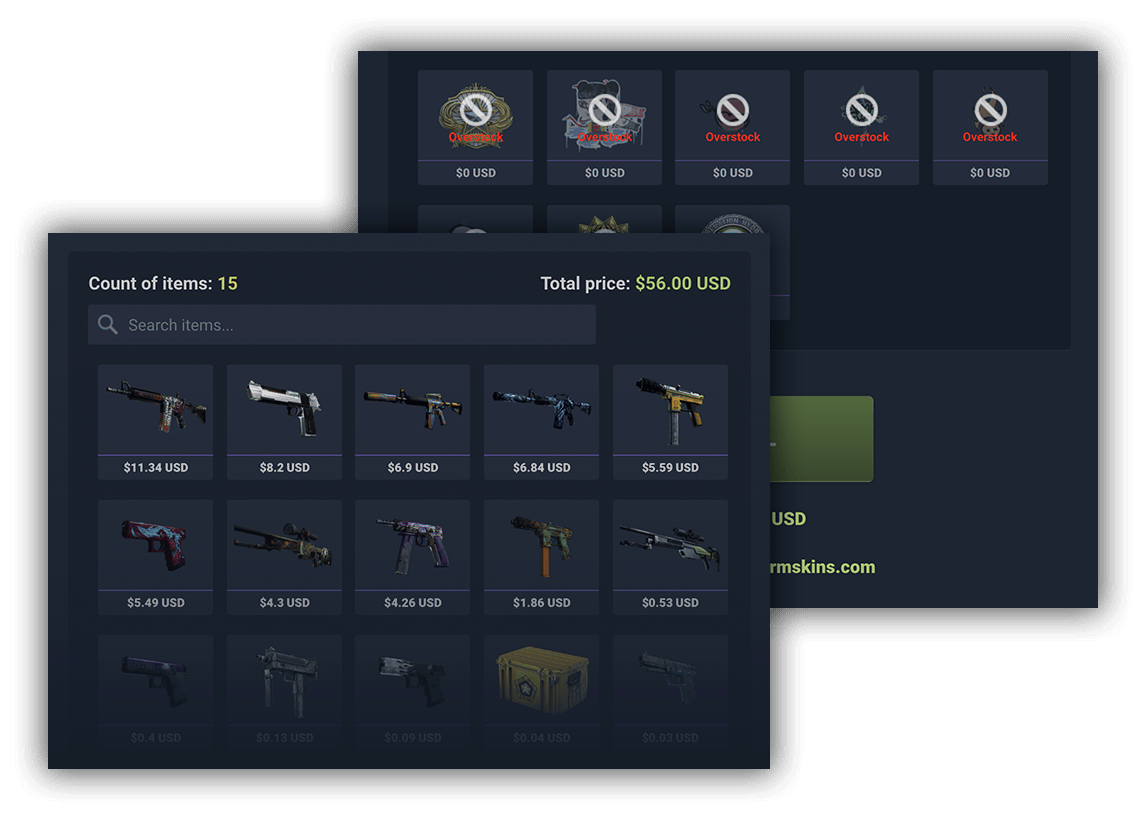 Overstock Overstock Overstock Overstock Overstock
$0 USD $0 USD $0 USD $0 USD $0 USD
Count of items: 15 Total price: $56.00 USD
Search items...
$11.34 USD $8.2 USD $6.9 USD $6.84 USD $5.59 USD
USD
$5.49 USD $4.3 USD $4.26 USD $1.86 USD $0.53 USD
rmskins.com
$0.4 USD $0.13 USD $0.09 USD $0.04 USD $0.03 USD